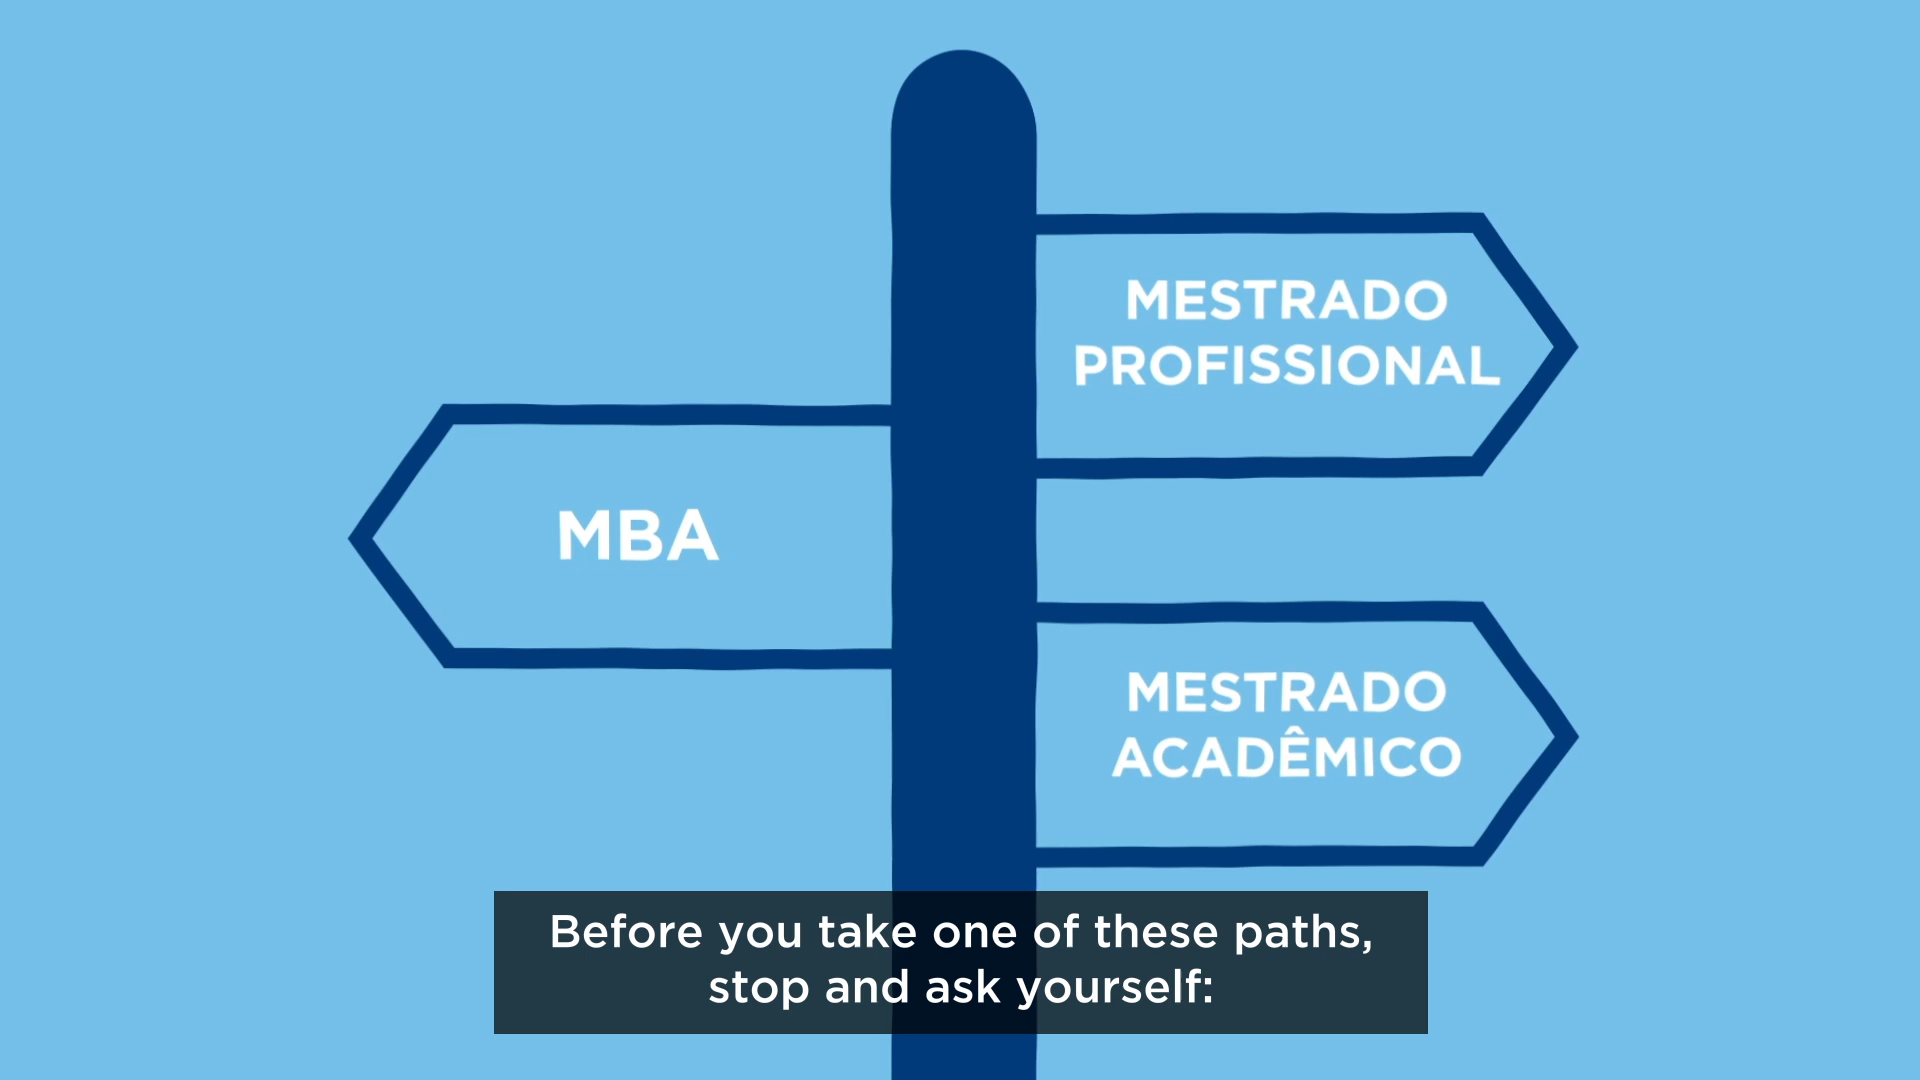 MESTRADO
PROFISSIONAL
MBA
MESTRADO
ACADÊMICO
Before you take one of these paths,
stop and ask yourself: